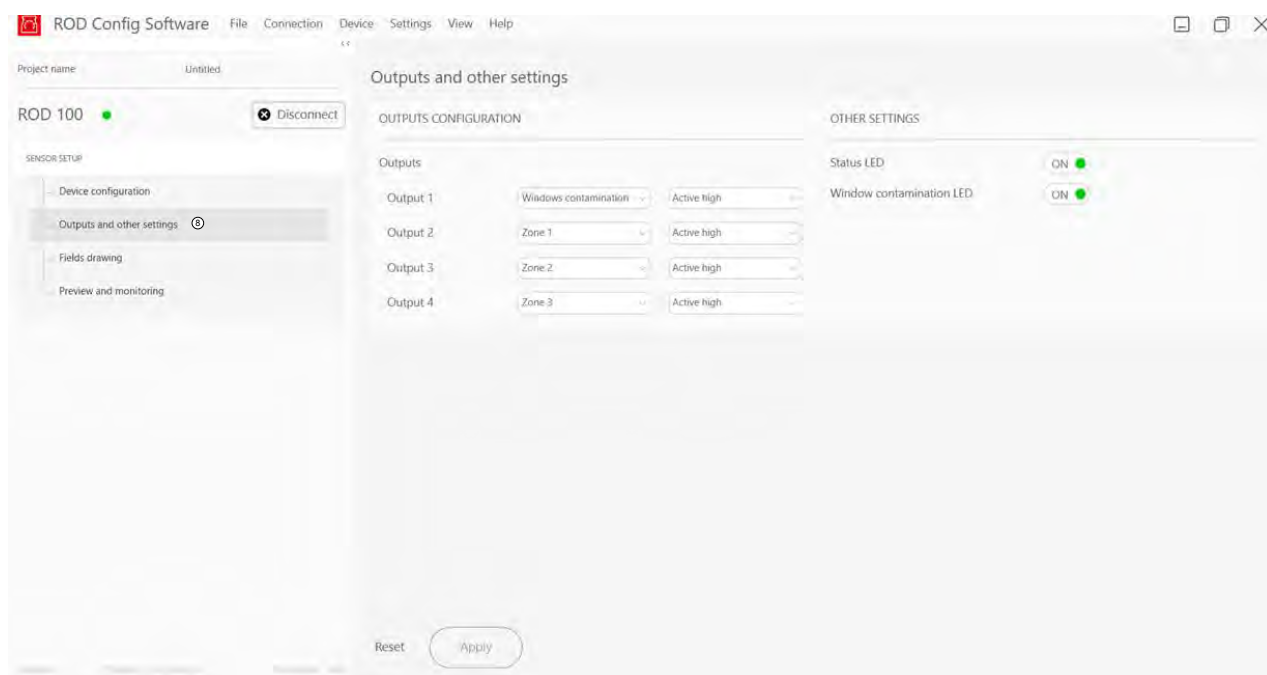 ROD Config Software File Connection Device Settings View Help
Project name Untitled
ROD 100 Disconnect
SENSOR SETUP
Device configuration
Outputs and other settings ⑧
Fields drawing
Preview and monitoring
Outputs and other settings
OUTPUTS CONFIGURATION
Outputs
Output 1 Windows contamination Active high
Output 2 Zone 1 Active high
Output 3 Zone 2 Active high
Output 4 Zone 3 Active high
OTHER SETTINGS
Status LED ON
Window contamination LED ON
Reset Apply